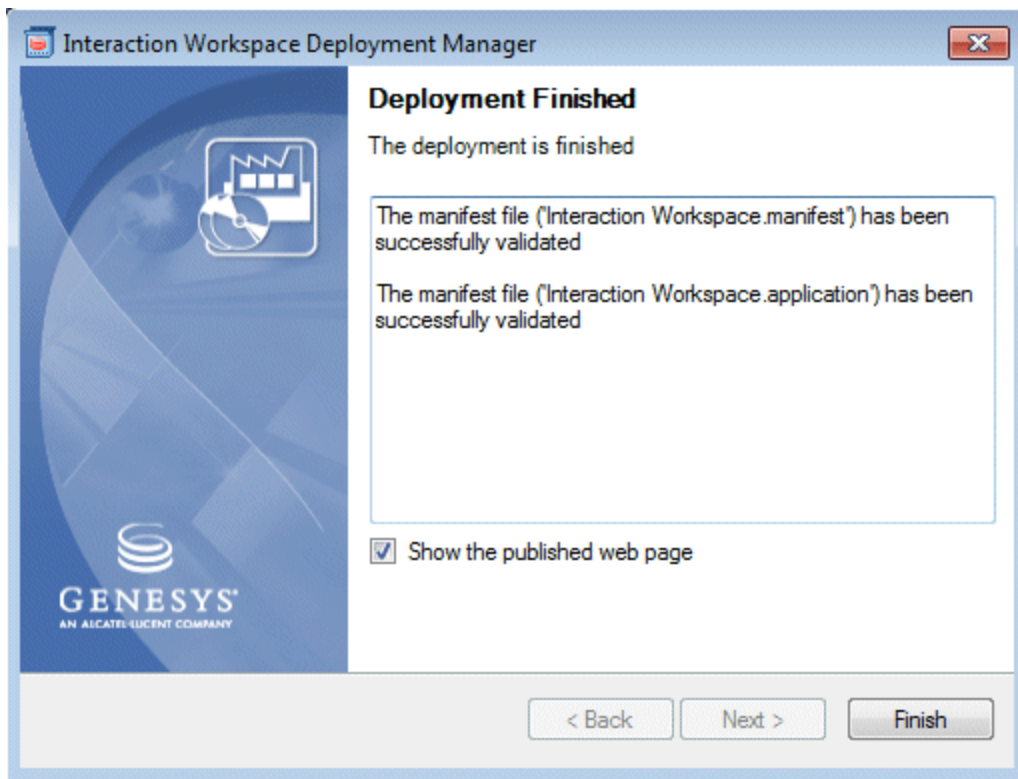 Interaction Workspace Deployment Manager
Deployment Finished
The deployment is finished
The manifest file ('Interaction Workspace.manifest') has been
successfully validated
The manifest file ('Interaction Workspace.application') has been
successfully validated
Show the published web page
GENESYS
AN ALCATEL-LUCENT COMPANY
< Back
Next >
Finish